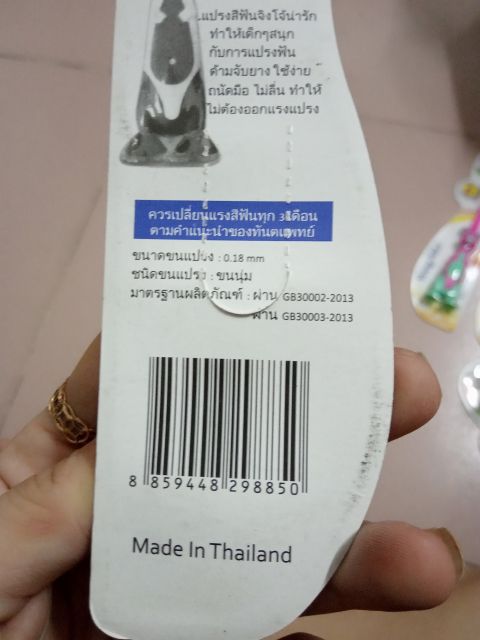 แปรงสีฟันจิงโจ้น่ารัก
ทำให้เด็กๆสนุก
กับการแปรงฟัน
ด้ามจับยาง ใช้ง่าย
ถนัดมือ ไม่ลื่น ทำให้
ไม่ต้องออกแรงแปรง
ควรเปลี่ยนแรงสีฟันทุก 3เดือน
ตามคำแนะนำของทันตแพทย์
ขนาดขนแปรง : 0.18 mm
ชนิดขนแปรง : ขนนุ่ม
มาตรฐานผลิตภัณฑ์ : ผ่าน GB30002-2013
ผ่าน GB30003-2013
8 859448 298850
Made In Thailand